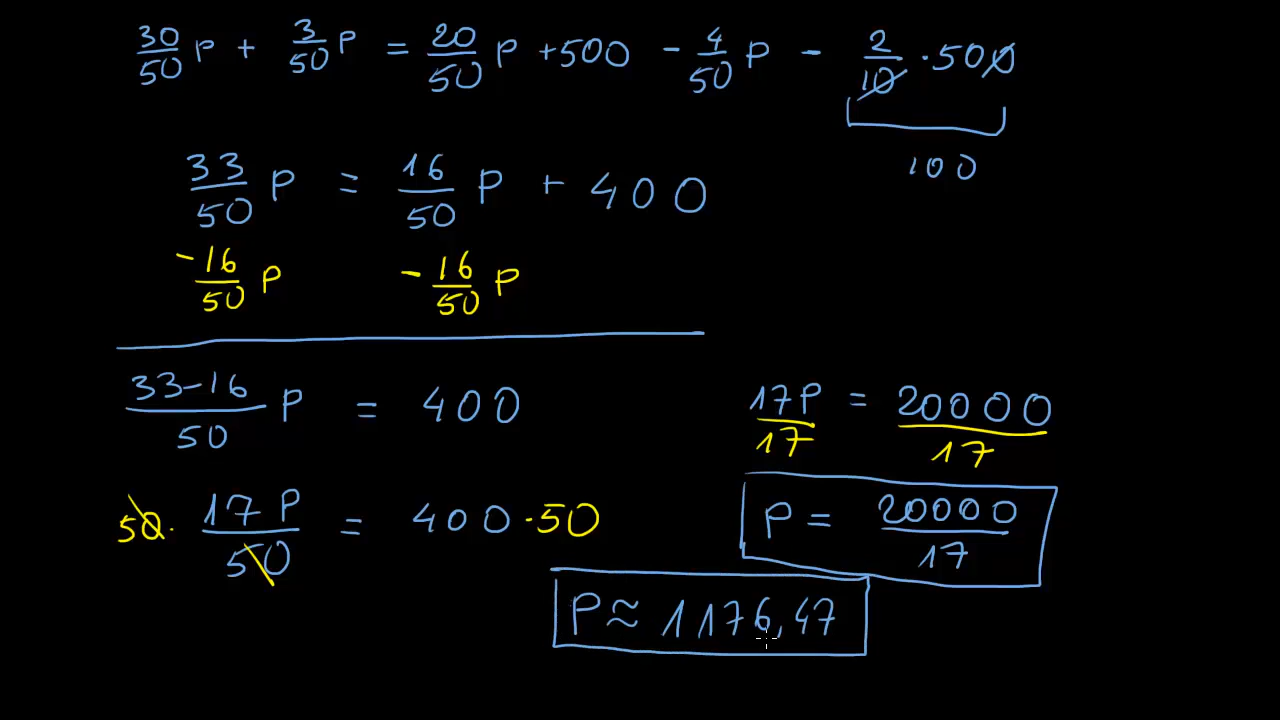 30/50 P + 3/50 P = 20/50 P + 500 - 4/50 P - 2/10 · 500
100
33/50 P = 16/50 P + 400
-16/50 P -16/50 P
33-16/50 P = 400
17P/17 = 20000/17
50 · 17P/50 = 400 · 50
P = 20000/17
P ≈ 1176,47